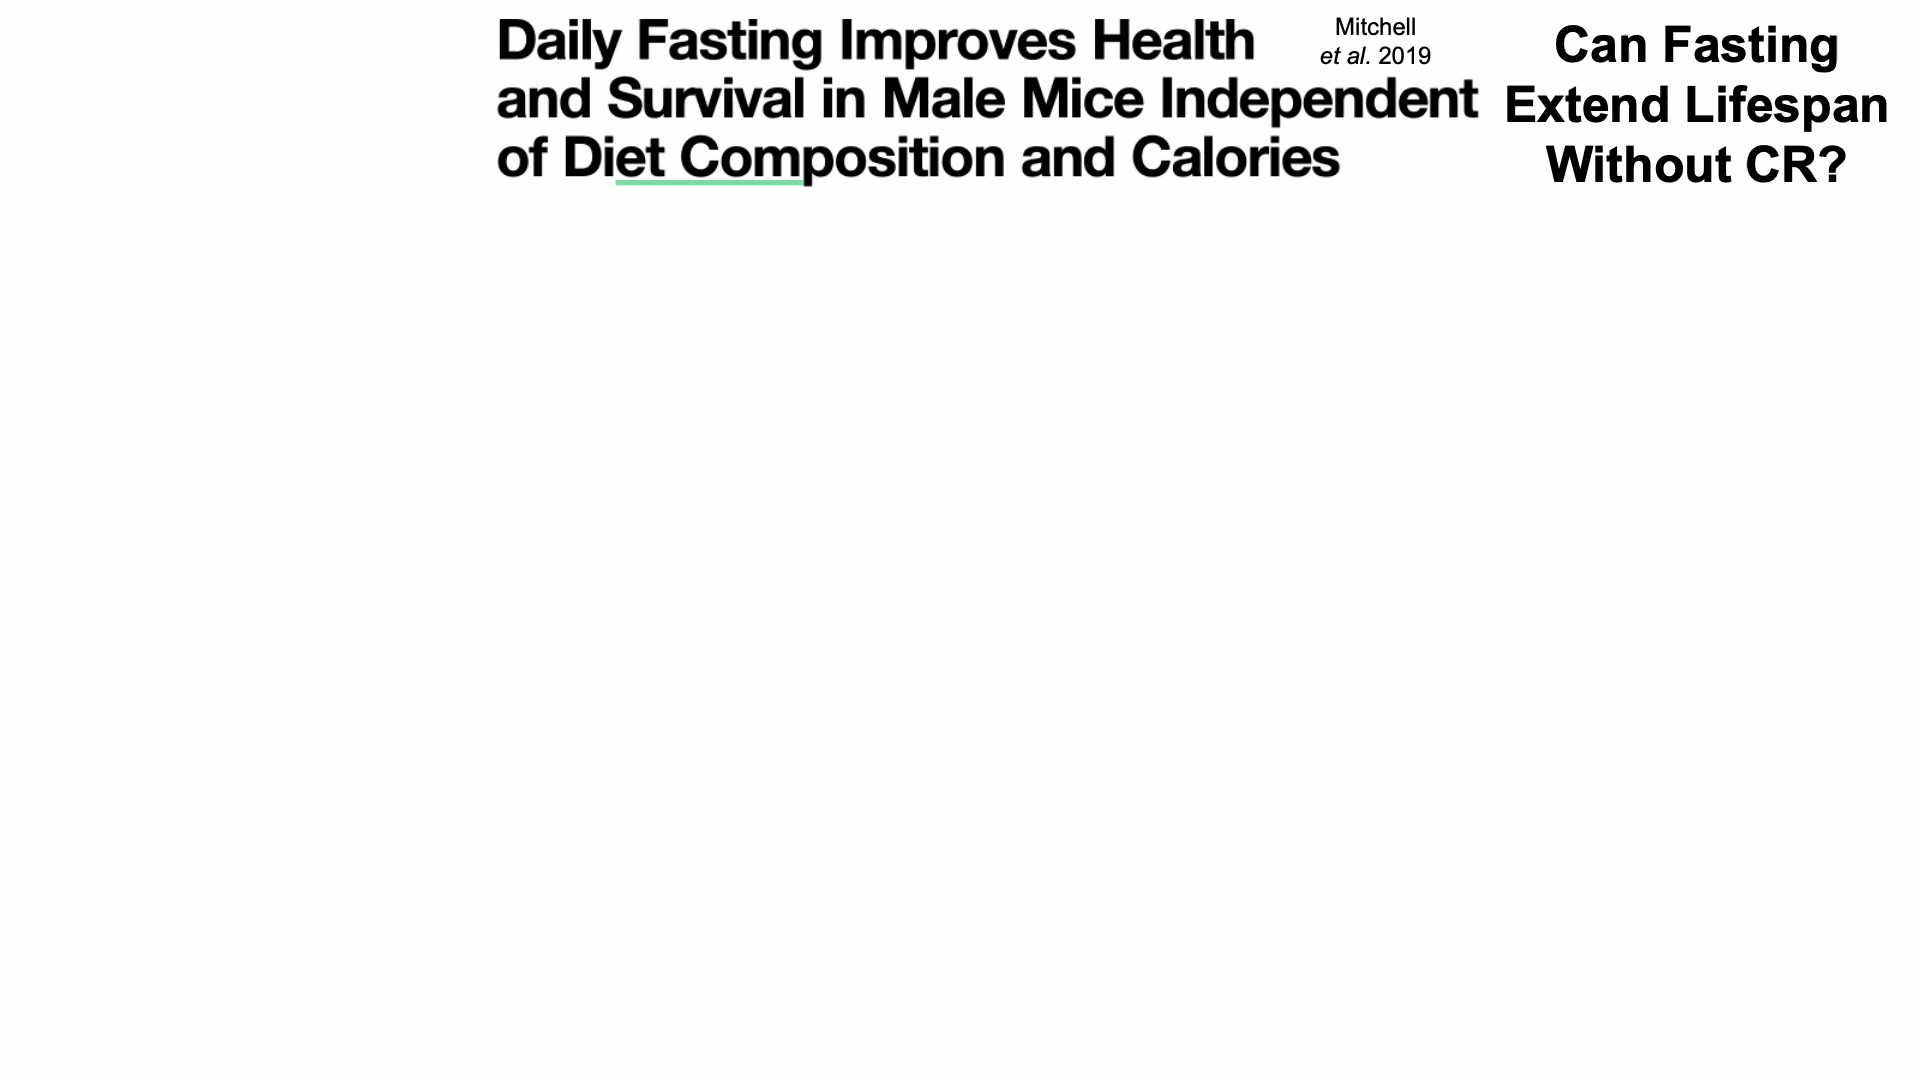 Daily Fasting Improves Health
and Survival in Male Mice Independent
of Diet Composition and Calories
Mitchell
et al. 2019
Can Fasting
Extend Lifespan
Without CR?